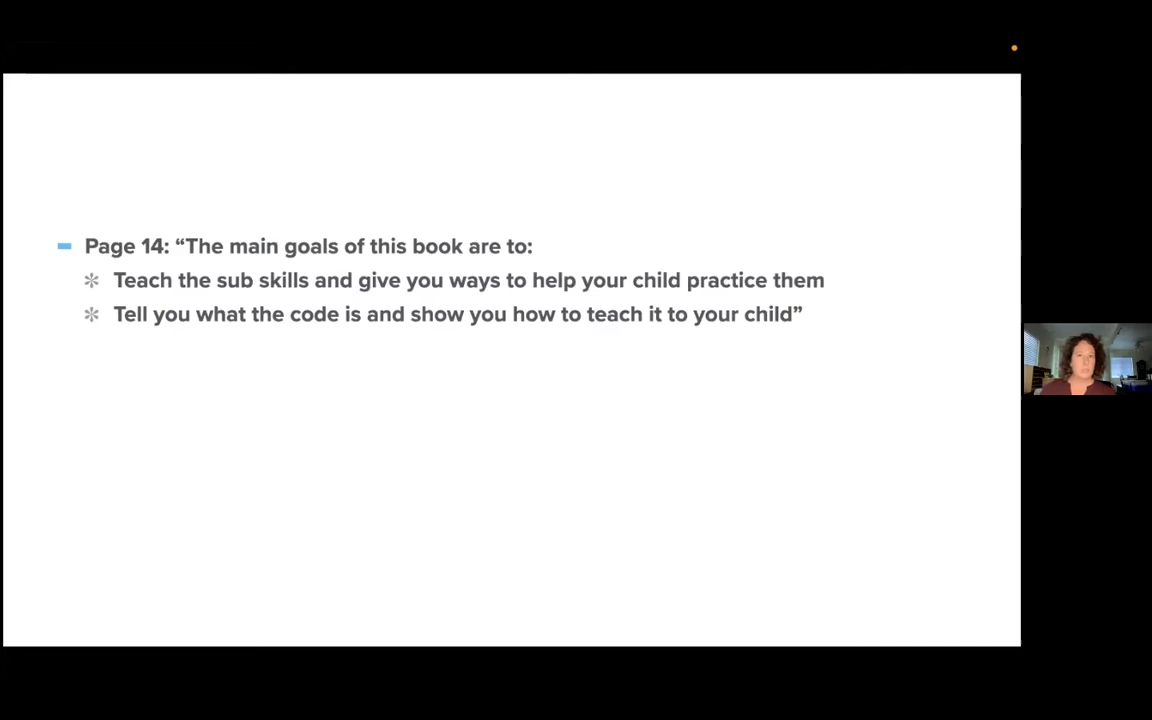 Page 14: “The main goals of this book are to:
Teach the sub skills and give you ways to help your child practice them
Tell you what the code is and show you how to teach it to your child”